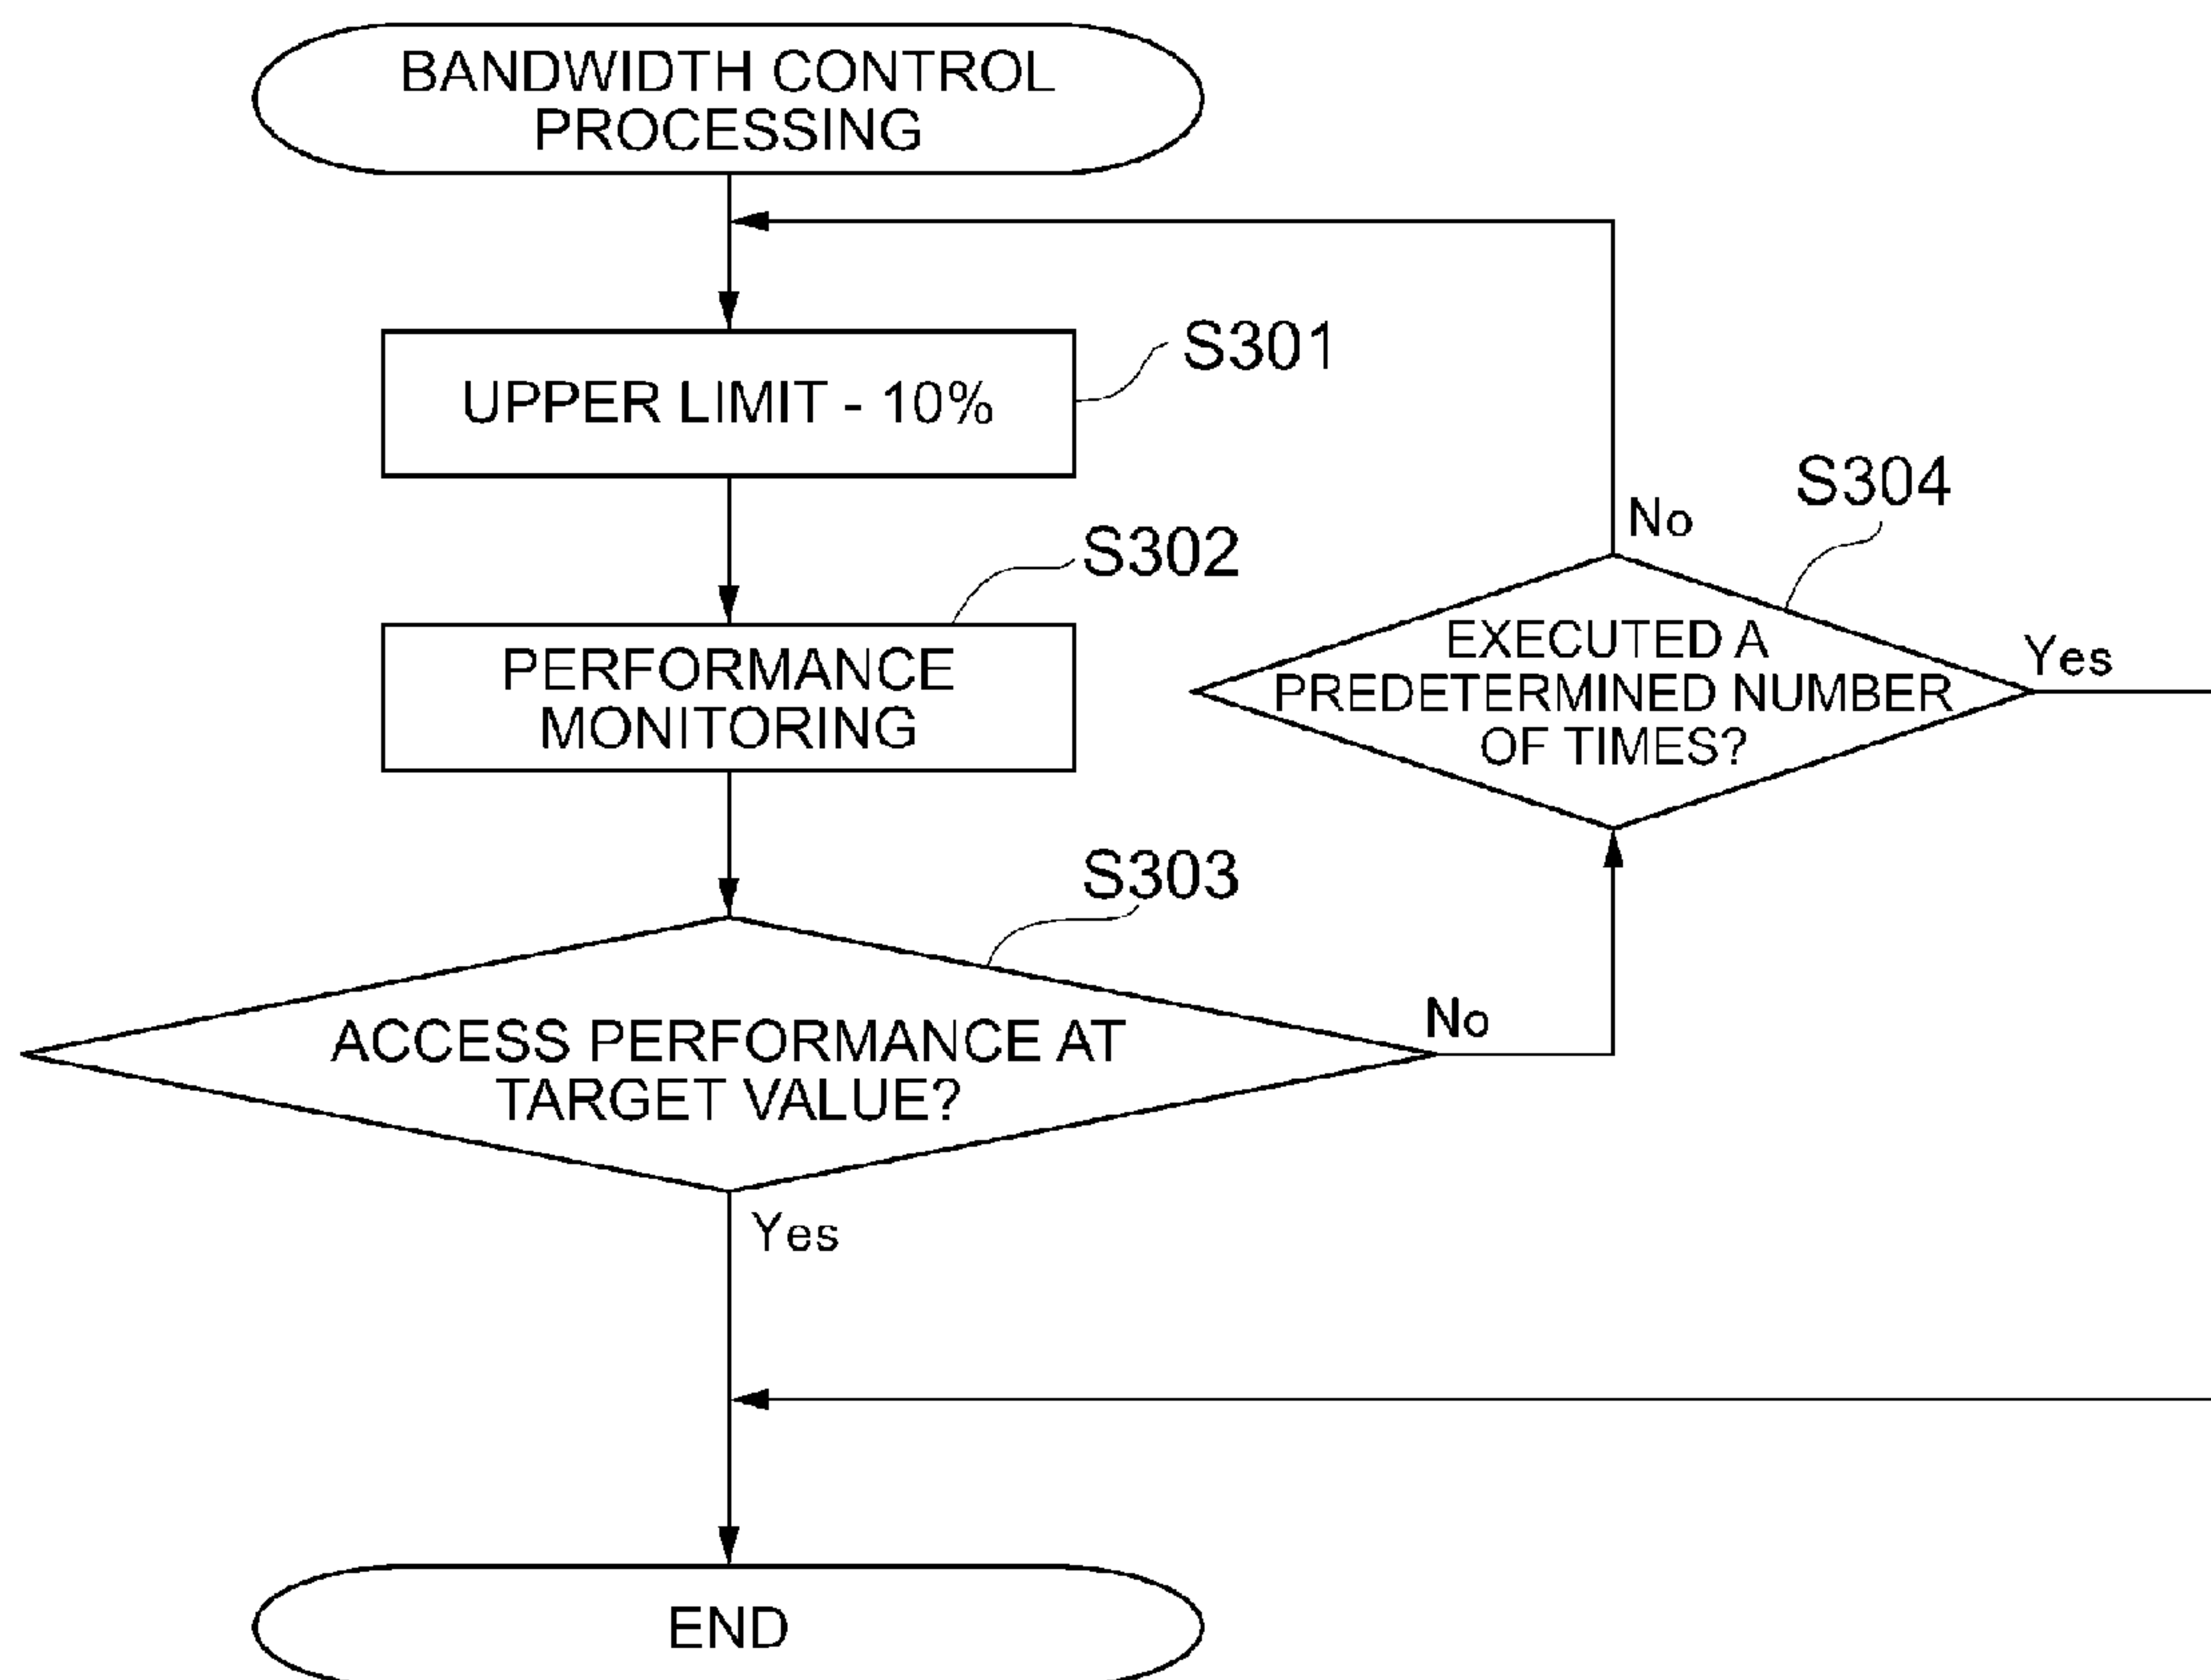 BANDWIDTH CONTROL
PROCESSING
UPPER LIMIT - 10%
S301
S302
PERFORMANCE
MONITORING
S304
No
EXECUTED A
PREDETERMINED NUMBER
OF TIMES?
Yes
S303
ACCESS PERFORMANCE AT
TARGET VALUE?
No
Yes
END